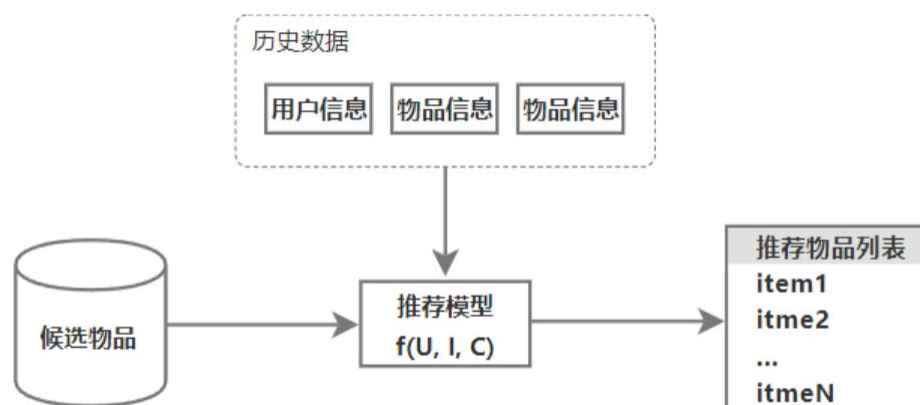 历史数据
用户信息
物品信息
物品信息
候选物品
推荐模型
f(U, I, C)
推荐物品列表
item1
itme2
...
itmeN